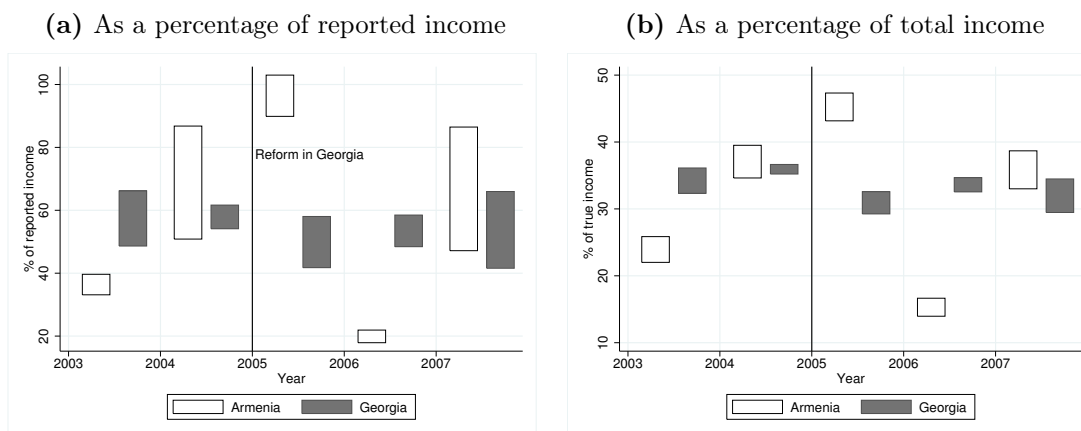 (a) As a percentage of reported income
% of reported income
100
80
60
40
20
Reform in Georgia
2003 2004 2005 2006 2007
Year
Armenia Georgia
(b) As a percentage of total income
% of true income
50
40
30
20
10
2003 2004 2005 2006 2007
Year
Armenia Georgia